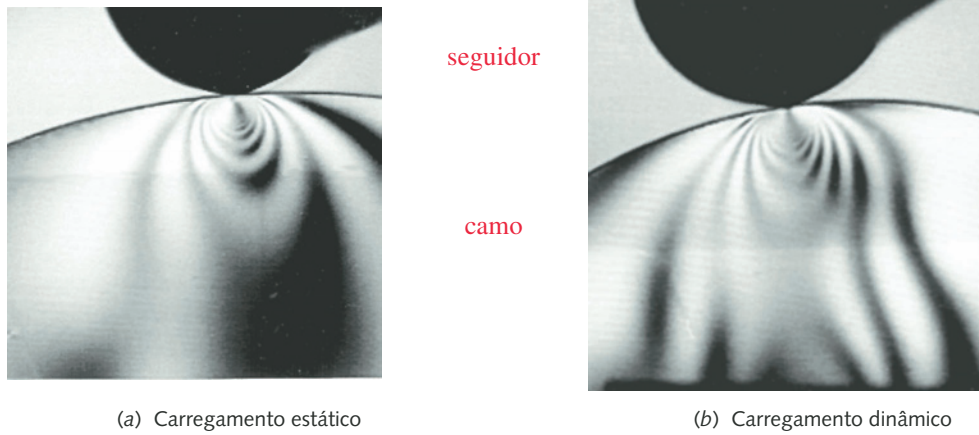 seguidor
camo
(a) Carregamento estático
(b) Carregamento dinâmico